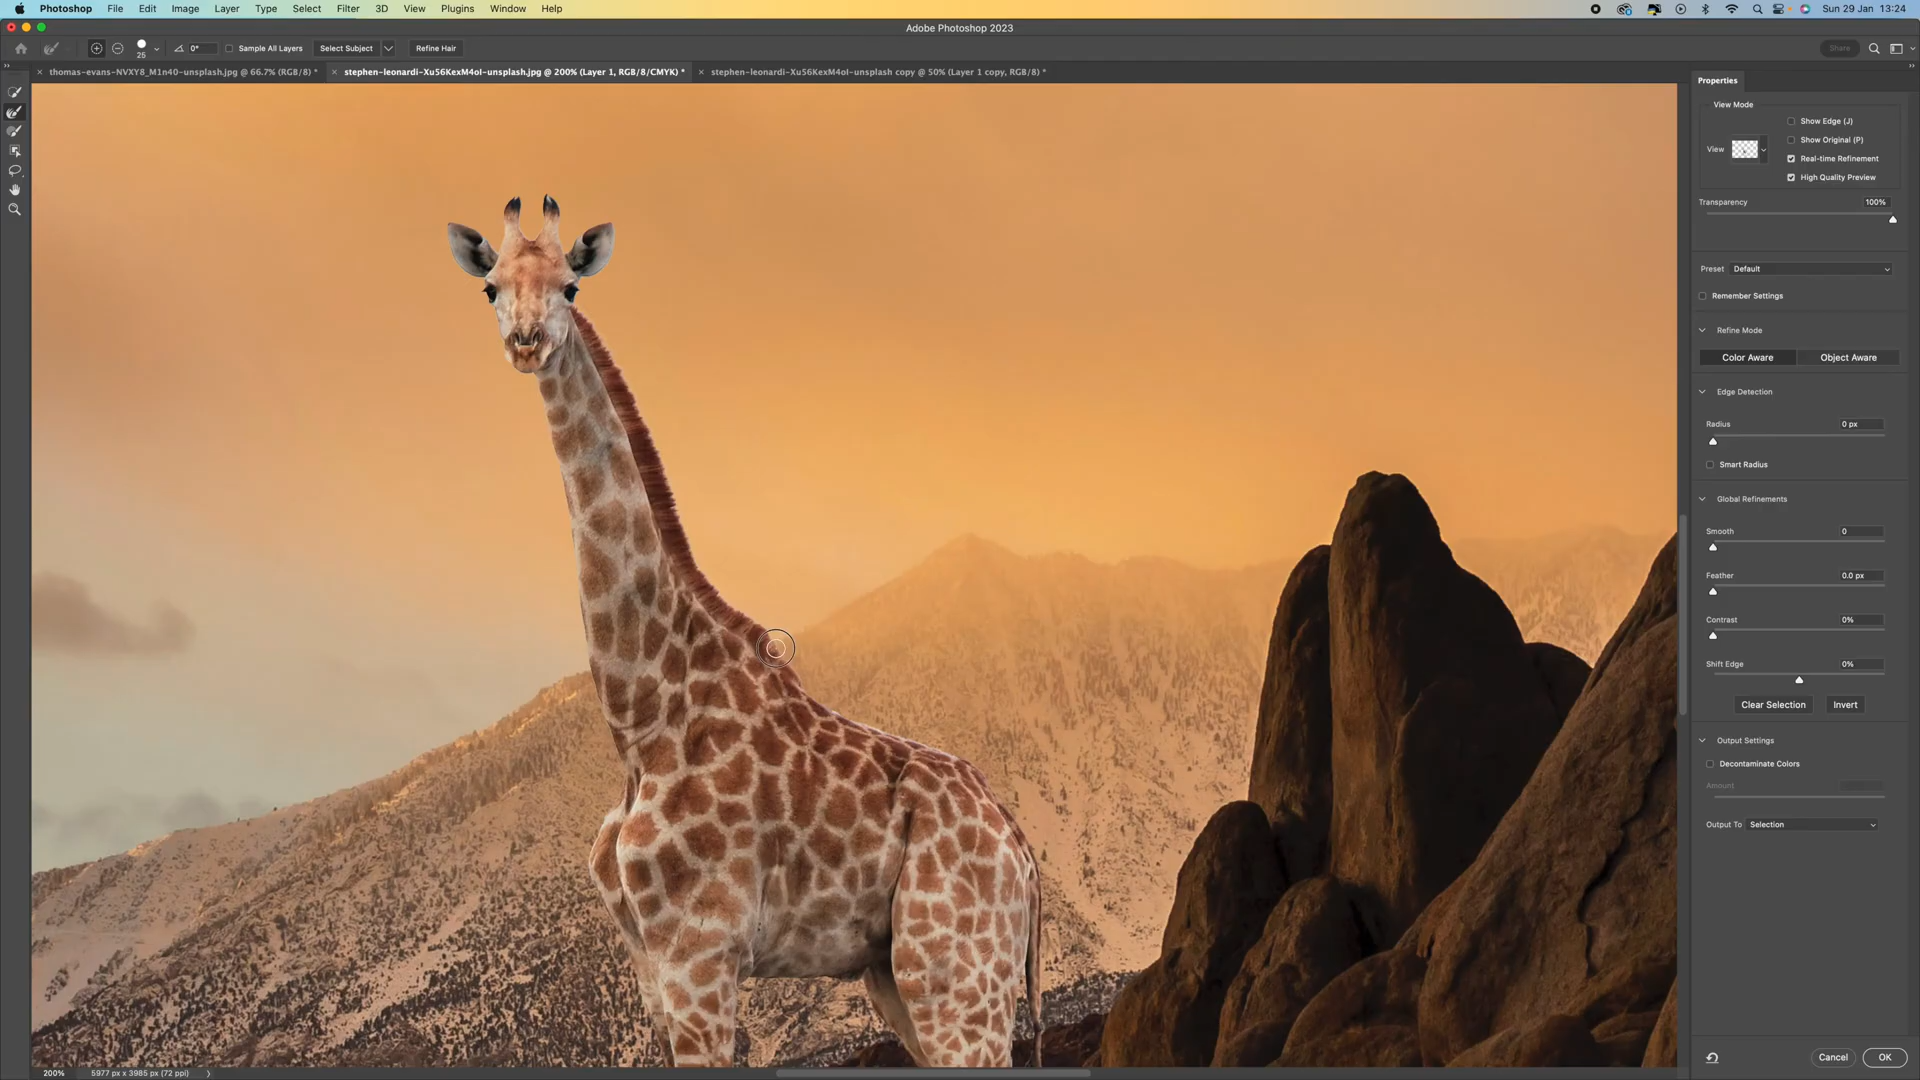 Photoshop File Edit Image Layer Type Select Filter 3D View Plugins Window Help Sun 29 Jan 13:24
Adobe Photoshop 2023
25 0° Sample All Layers Select Subject Refine Hair Share
thomas-evans-NVXY8_M1n40-unsplash.jpg @ 66.7% (RGB/8) * stephen-leonardi-Xu56KexM4oI-unsplash.jpg @ 200% (Layer 1, RGB/8/CMYK) * stephen-leonardi-Xu56KexM4oI-unsplash copy @ 50% (Layer 1 copy, RGB/8) *
Properties
View Mode
Show Edge (J)
Show Original (P)
View
Real-time Refinement
High Quality Preview
Transparency 100%
Preset Default
Remember Settings
Refine Mode
Color Aware Object Aware
Edge Detection
Radius 0 px
Smart Radius
Global Refinements
Smooth 0
Feather 0.0 px
Contrast 0%
Shift Edge 0%
Clear Selection Invert
Output Settings
Decontaminate Colors
Amount
Output To Selection
Cancel OK
200% 5977 px x 3985 px (72 ppi)